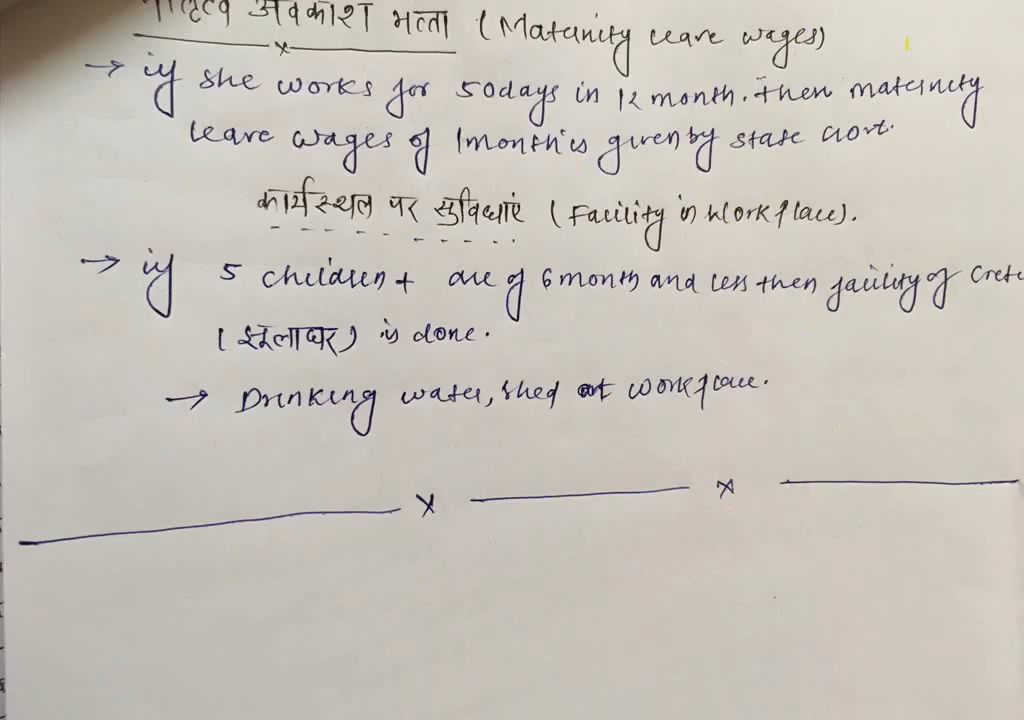 मातृत्व अवकाश भत्ता (Maternity leave wages)
→ if she works for 50days in 12 month. Then maternity
leave wages of 1month is given by state Govt.
कार्यस्थल पर सुविधाएं (Facility in Workplace).
→ if 5 children + are of 6 month and less then facility of
(झूलाघर) is done.
→ Drinking water, shed at workplace.
x x